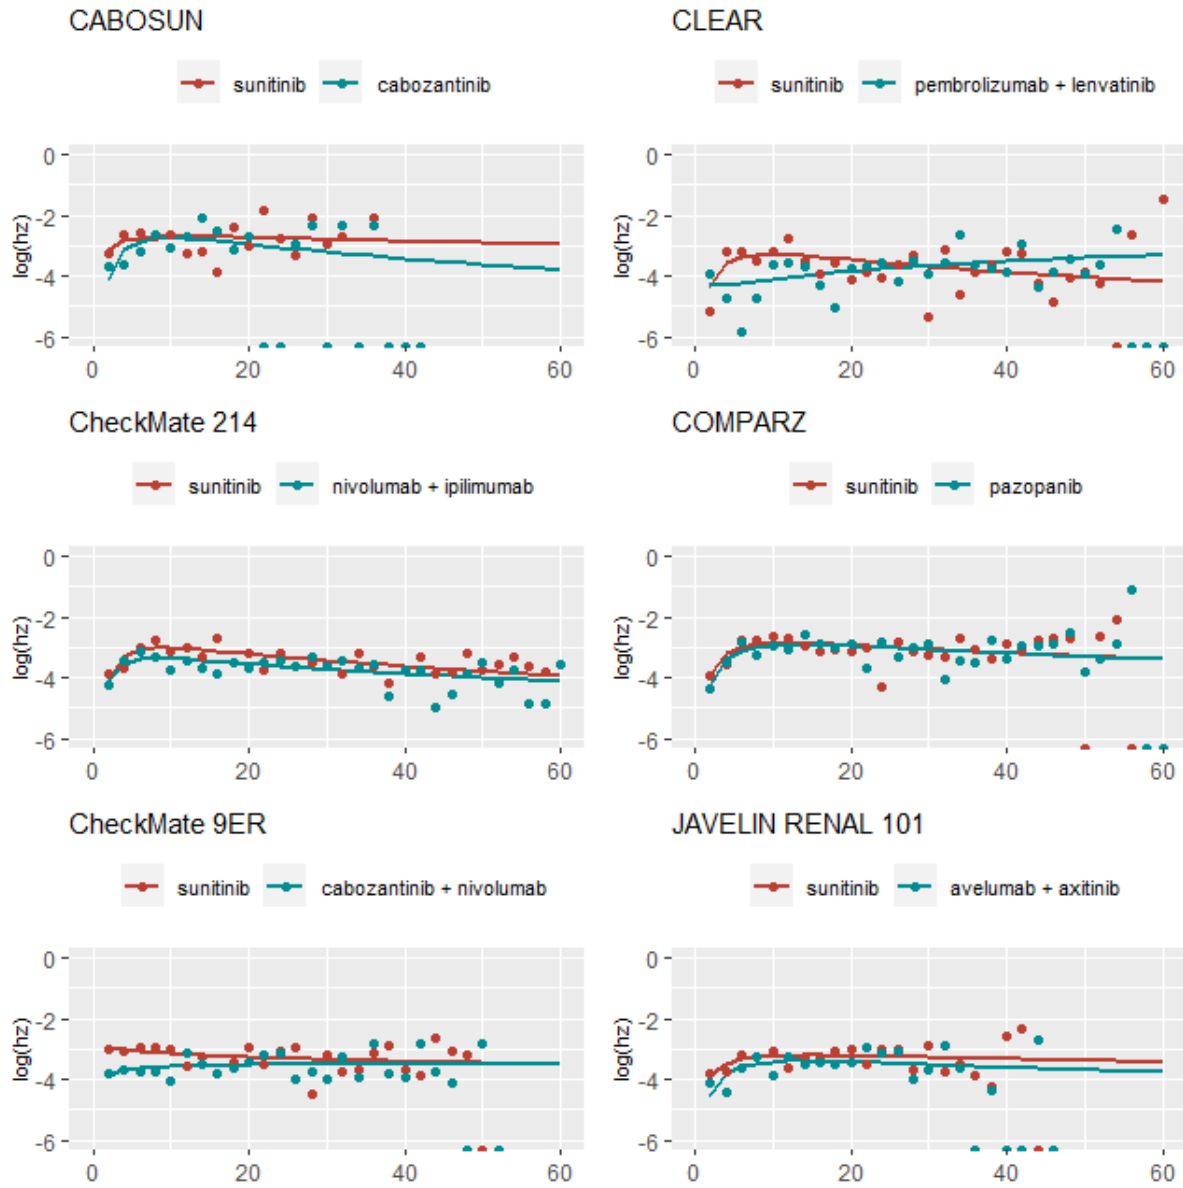 CABOSUN
sunitinib cabozantinib
log(hz)
0
-2
-4
-6
0 20 40 60
CLEAR
sunitinib pembrolizumab + lenvatinib
log(hz)
0
-2
-4
-6
0 20 40 60
CheckMate 214
sunitinib nivolumab + ipilimumab
log(hz)
0
-2
-4
-6
0 20 40 60
COMPARZ
sunitinib pazopanib
log(hz)
0
-2
-4
-6
0 20 40 60
CheckMate 9ER
sunitinib cabozantinib + nivolumab
log(hz)
0
-2
-4
-6
0 20 40 60
JAVELIN RENAL 101
sunitinib avelumab + axitinib
log(hz)
0
-2
-4
-6
0 20 40 60